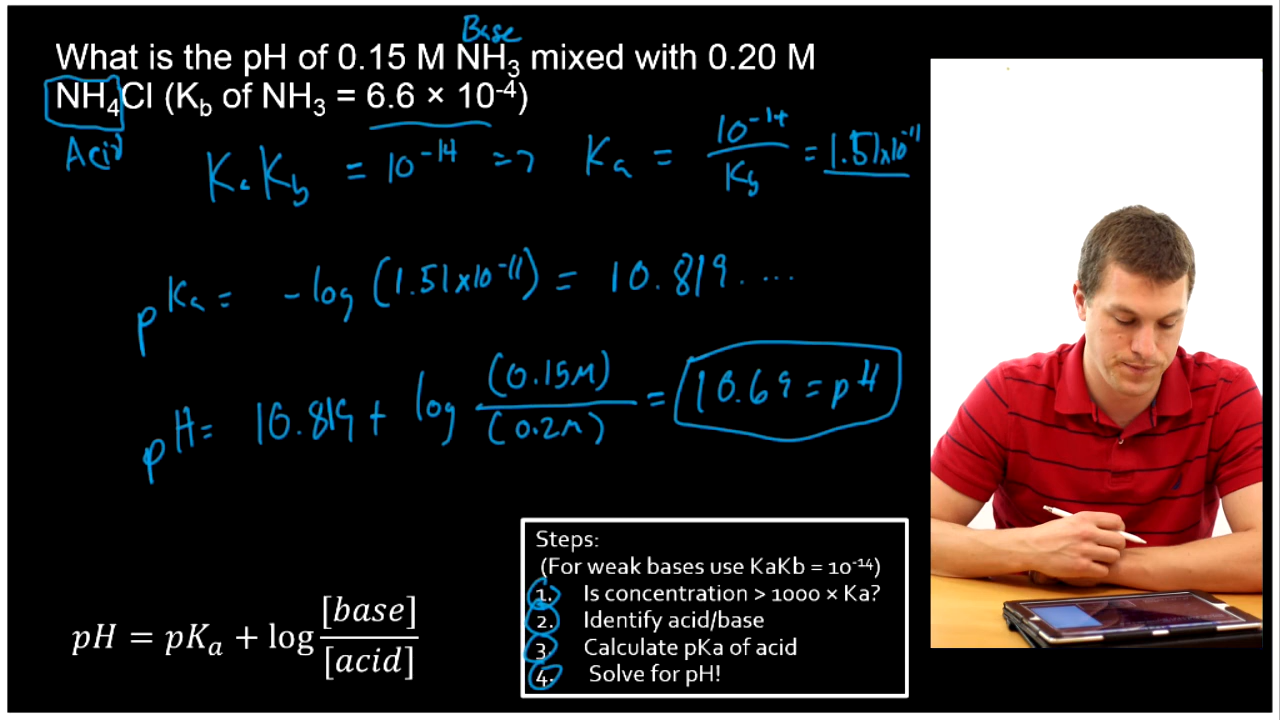 Base
What is the pH of 0.15 M NH₃ mixed with 0.20 M
NH₄Cl (K_b of NH₃ = 6.6 × 10⁻⁴)
Acid
KaKb = 10⁻¹⁴ => Ka = 10⁻¹⁴/Kb = 1.51x10⁻¹¹
pKa = -log (1.51x10⁻¹¹) = 10.819....
pH = 10.819 + log (0.15M)/(0.2M) = 10.69 = pH
Steps:
(For weak bases use KaKb = 10⁻¹⁴)
1. Is concentration > 1000 × Ka?
2. Identify acid/base
3. Calculate pKa of acid
4. Solve for pH!
pH = pKₐ + log [base]/[acid]